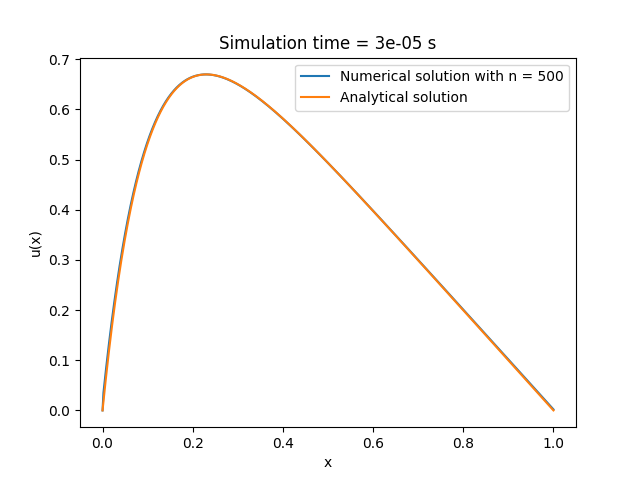 Simulation time = 3e-05 s
Numerical solution with n = 500
Analytical solution
u(x)
0.7
0.6
0.5
0.4
0.3
0.2
0.1
0.0
0.0 0.2 0.4 0.6 0.8 1.0
x